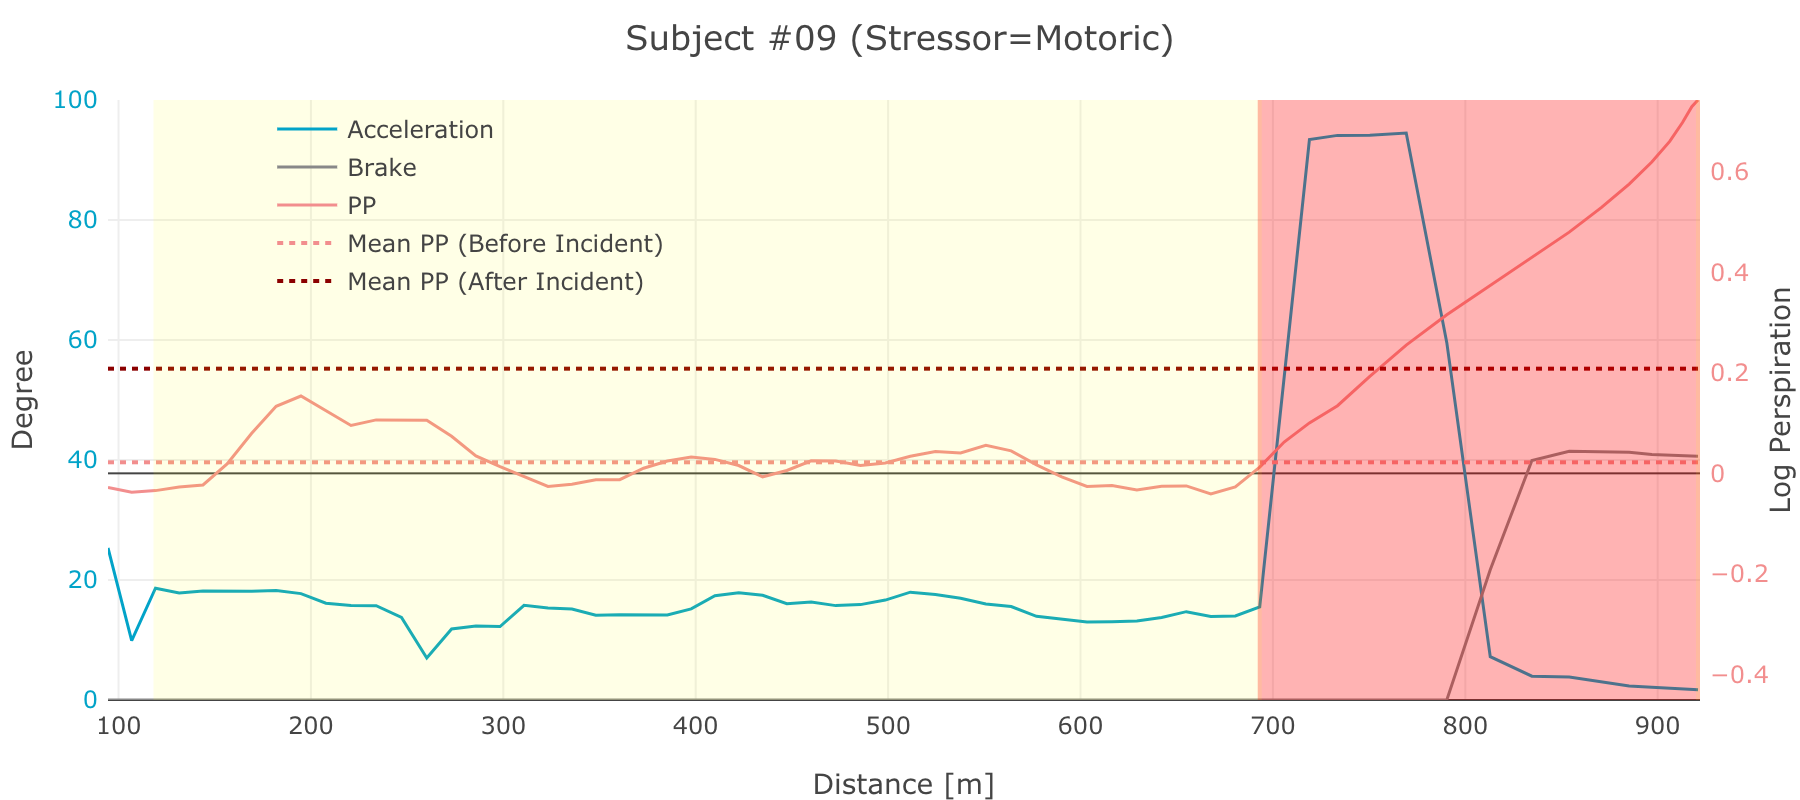 Subject #09 (Stressor=Motoric)
Acceleration
Brake
PP
Mean PP (Before Incident)
Mean PP (After Incident)
Degree
100
80
60
40
20
0
Log Perspiration
0.6
0.4
0.2
0
−0.2
−0.4
100 200 300 400 500 600 700 800 900
Distance [m]